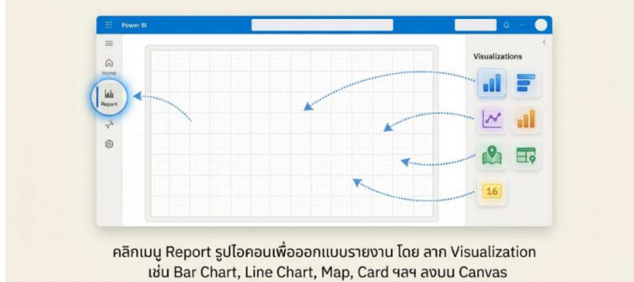 Power BI
Home
Report
Visualizations
16
คลิกเมนู Report รูปไอคอนเพื่อออกแบบรายงาน โดย ลาก Visualization
เช่น Bar Chart, Line Chart, Map, Card ฯลฯ ลงบน Canvas